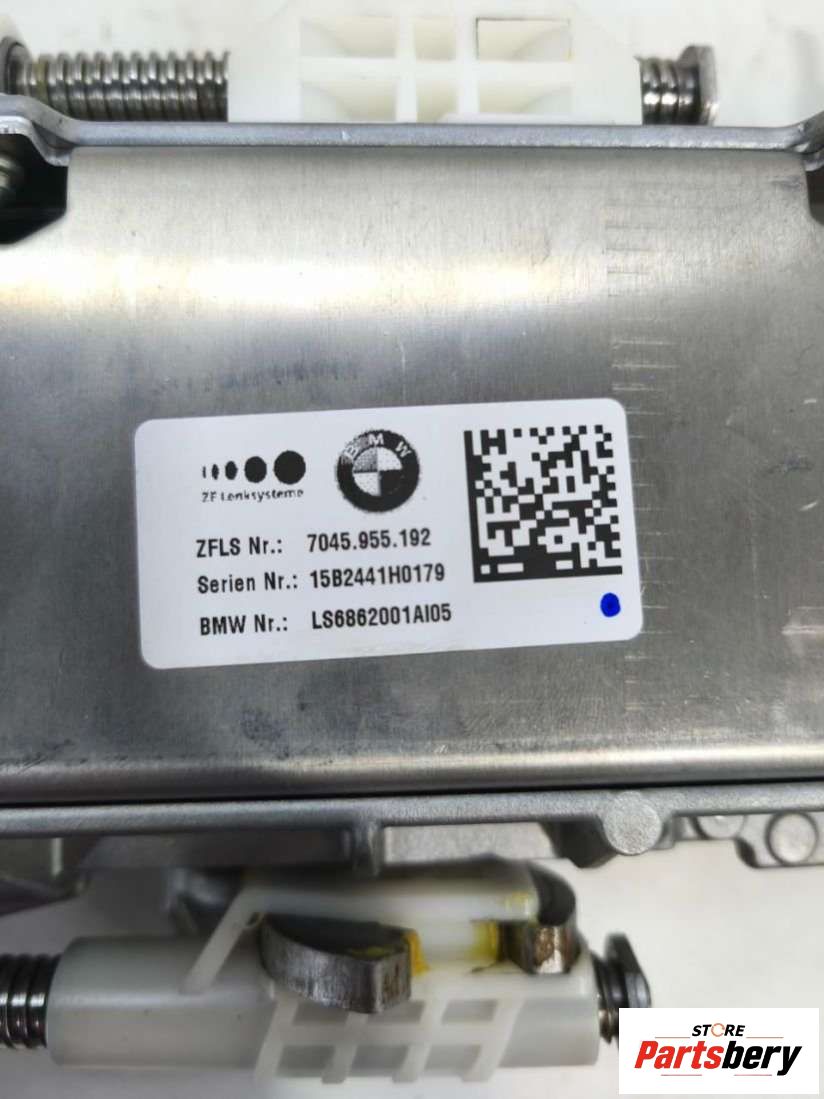 ZF Lenksysteme
BMW
ZFLS Nr.: 7045.955.192
Serien Nr.: 15B2441H0179
BMW Nr.: LS6862001AI05
STORE
Partsbery